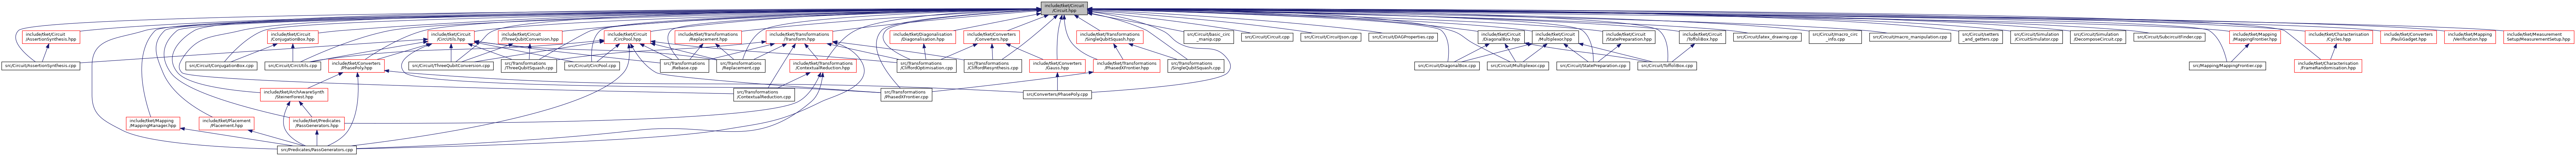 include/tket/Circuit
/Circuit.hpp
include/tket/Circuit
/AssertionSynthesis.hpp
include/tket/Circuit
/ConjugationBox.hpp
include/tket/Circuit
/CircUtils.hpp
include/tket/Circuit
/ThreeQubitConversion.hpp
include/tket/Circuit
/CircPool.hpp
include/tket/Transformations
/Replacement.hpp
include/tket/Transformations
/Transform.hpp
include/tket/Diagonalisation
/Diagonalisation.hpp
include/tket/Converters
/Converters.hpp
include/tket/Transformations
/SingleQubitSquash.hpp
src/Circuit/basic_circ
_manip.cpp
src/Circuit/Circuit.cpp
src/Circuit/CircuitJson.cpp
src/Circuit/DAGProperties.cpp
include/tket/Circuit
/DiagonalBox.hpp
include/tket/Circuit
/Multiplexor.hpp
include/tket/Circuit
/StatePreparation.hpp
include/tket/Circuit
/ToffoliBox.hpp
src/Circuit/latex_drawing.cpp
src/Circuit/macro_circ
_info.cpp
src/Circuit/macro_manipulation.cpp
src/Circuit/setters
_and_getters.cpp
src/Circuit/Simulation
/CircuitSimulator.cpp
src/Circuit/Simulation
/DecomposeCircuit.cpp
src/Circuit/SubcircuitFinder.cpp
include/tket/Mapping
/MappingFrontier.hpp
include/tket/Characterisation
/Cycles.hpp
include/tket/Converters
/PauliGadget.hpp
include/tket/Mapping
/Verification.hpp
include/tket/Measurement
Setup/MeasurementSetup.hpp
src/Circuit/AssertionSynthesis.cpp
src/Circuit/ConjugationBox.cpp
src/Circuit/CircUtils.cpp
include/tket/Converters
/PhasePoly.hpp
src/Circuit/ThreeQubitConversion.cpp
src/Transformations
/ThreeQubitSquash.cpp
src/Circuit/CircPool.cpp
src/Transformations
/Rebase.cpp
src/Transformations
/Replacement.cpp
include/tket/Transformations
/ContextualReduction.hpp
src/Transformations
/CliffordOptimisation.cpp
src/Transformations
/CliffordResynthesis.cpp
include/tket/Converters
/Gauss.hpp
include/tket/Transformations
/PhasedXFrontier.hpp
src/Transformations
/SingleQubitSquash.cpp
src/Circuit/DiagonalBox.cpp
src/Circuit/Multiplexor.cpp
src/Circuit/StatePreparation.cpp
src/Circuit/ToffoliBox.cpp
src/Mapping/MappingFrontier.cpp
include/tket/Characterisation
/FrameRandomisation.hpp
include/tket/ArchAwareSynth
/SteinerForest.hpp
src/Transformations
/ContextualReduction.cpp
src/Transformations
/PhasedXFrontier.cpp
src/Converters/PhasePoly.cpp
include/tket/Mapping
/MappingManager.hpp
include/tket/Placement
/Placement.hpp
include/tket/Predicates
/PassGenerators.hpp
src/Predicates/PassGenerators.cpp